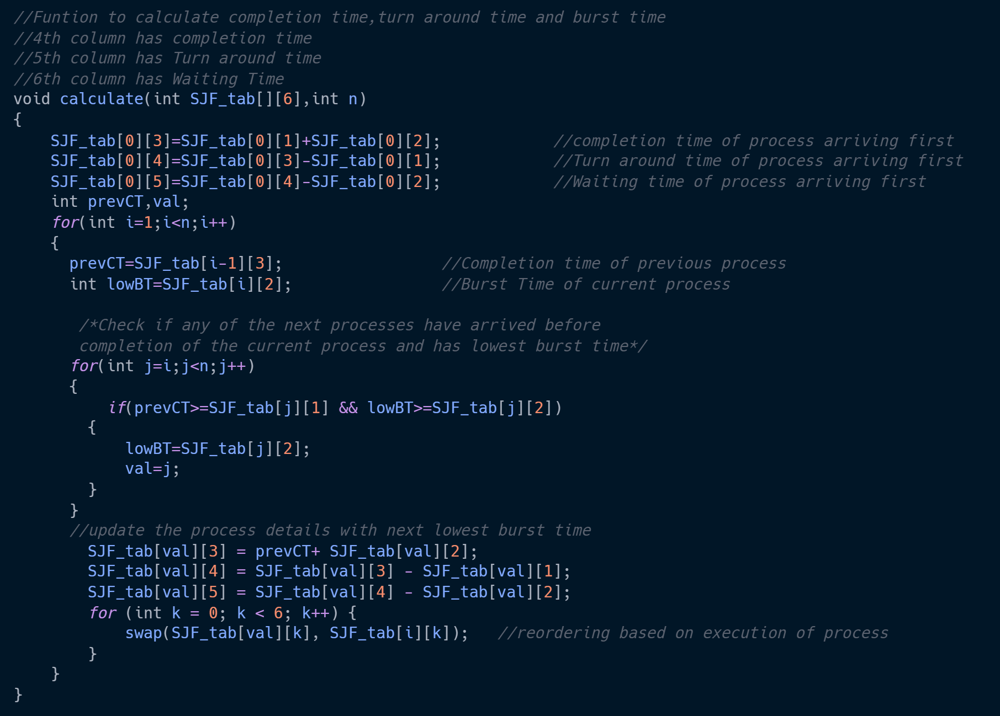 //Funtion to calculate completion time,turn around time and burst time
//4th column has completion time
//5th column has Turn around time
//6th column has Waiting Time
void calculate(int SJF_tab[][6],int n)
{
    SJF_tab[0][3]=SJF_tab[0][1]+SJF_tab[0][2];            //completion time of process arriving first
    SJF_tab[0][4]=SJF_tab[0][3]-SJF_tab[0][1];            //Turn around time of process arriving first
    SJF_tab[0][5]=SJF_tab[0][4]-SJF_tab[0][2];            //Waiting time of process arriving first
    int prevCT,val;
    for(int i=1;i<n;i++)
    {
      prevCT=SJF_tab[i-1][3];                 //Completion time of previous process
      int lowBT=SJF_tab[i][2];                //Burst Time of current process

       /*Check if any of the next processes have arrived before
       completion of the current process and has lowest burst time*/
      for(int j=i;j<n;j++)
      {
          if(prevCT>=SJF_tab[j][1] && lowBT>=SJF_tab[j][2])
        {
            lowBT=SJF_tab[j][2];
            val=j;
        }
      }
      //update the process details with next lowest burst time
        SJF_tab[val][3] = prevCT+ SJF_tab[val][2];
        SJF_tab[val][4] = SJF_tab[val][3] - SJF_tab[val][1];
        SJF_tab[val][5] = SJF_tab[val][4] - SJF_tab[val][2];
        for (int k = 0; k < 6; k++) {
            swap(SJF_tab[val][k], SJF_tab[i][k]);   //reordering based on execution of process
        }
    }
}